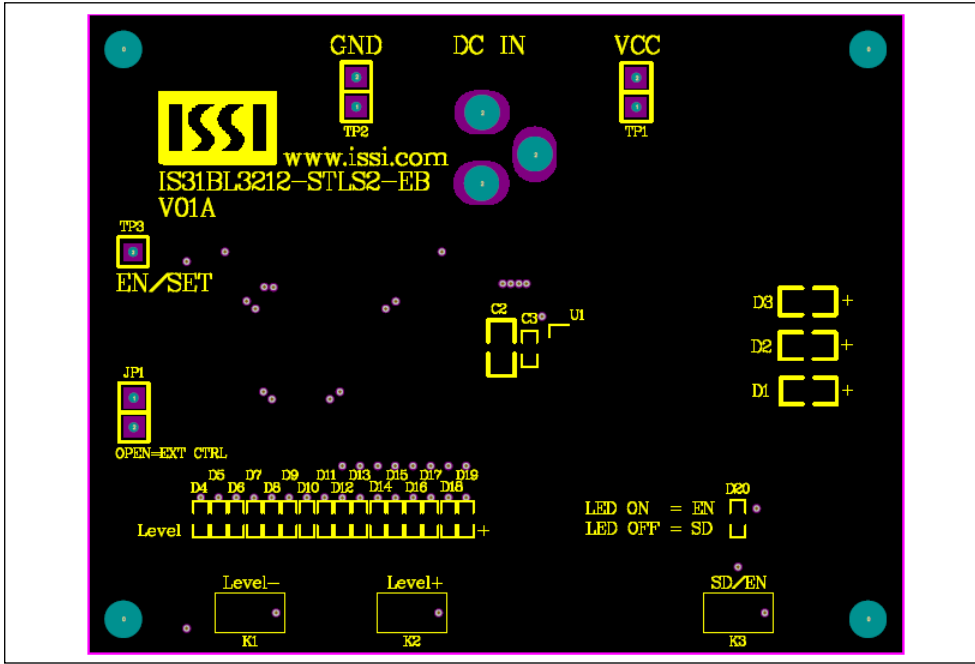 GND DC IN VCC
TP2 TP1
ISSI
www.issi.com
IS31BL3212-STLS2-EB
V01A
TP3
EN/SET
C2 C3 U1
D3 +
D2 +
D1 +
JP1
OPEN=EXT CTRL
D5 D7 D9 D11 D13 D15 D17 D19
D4 D6 D8 D10 D12 D14 D16 D18
Level +
D20
LED ON = EN
LED OFF = SD
Level- Level+ SD/EN
K1 K2 K3